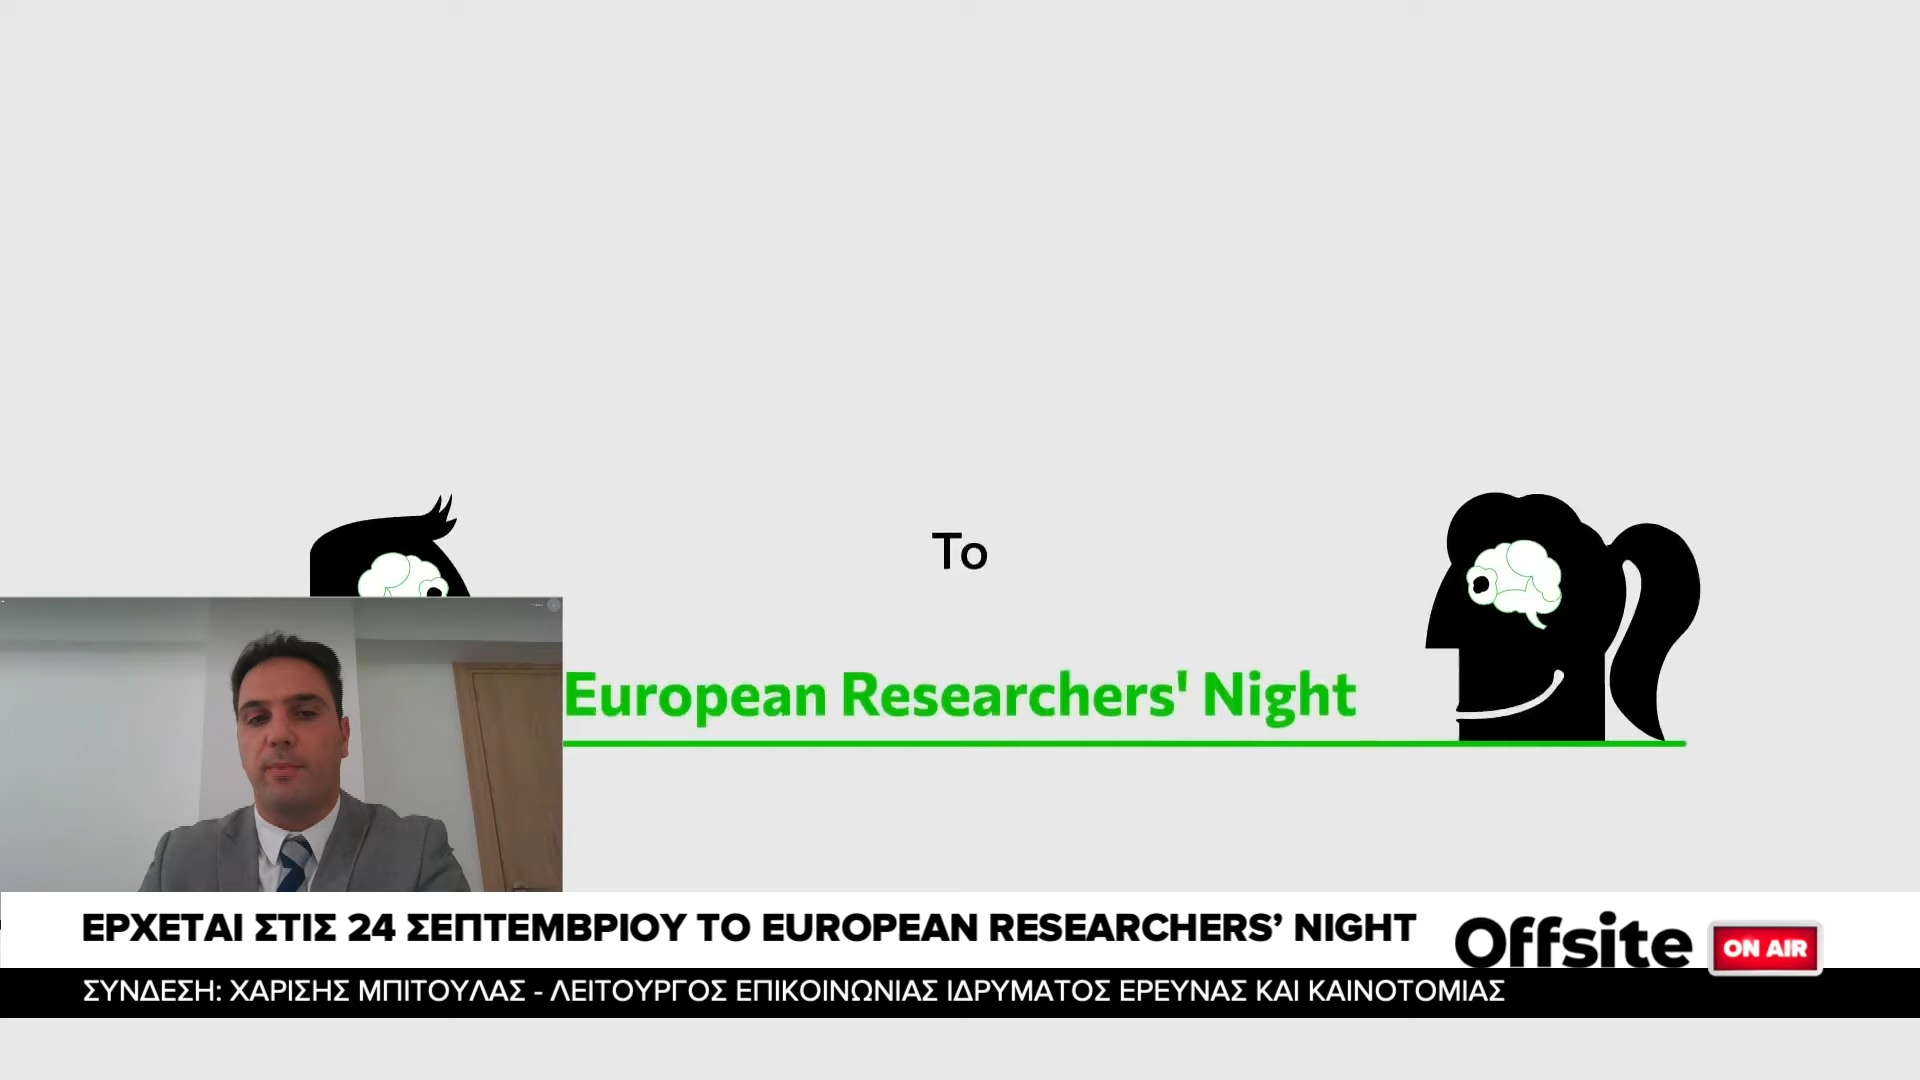 Το
European Researchers' Night
ΕΡΧΕΤΑΙ ΣΤΙΣ 24 ΣΕΠΤΕΜΒΡΙΟΥ ΤΟ EUROPEAN RESEARCHERS’ NIGHT
Offsite
ON AIR
ΣΥΝΔΕΣΗ: ΧΑΡΙΣΗΣ ΜΠΙΤΟΥΛΑΣ - ΛΕΙΤΟΥΡΓΟΣ ΕΠΙΚΟΙΝΩΝΙΑΣ ΙΔΡΥΜΑΤΟΣ ΕΡΕΥΝΑΣ ΚΑΙ ΚΑΙΝΟΤΟΜΙΑΣ